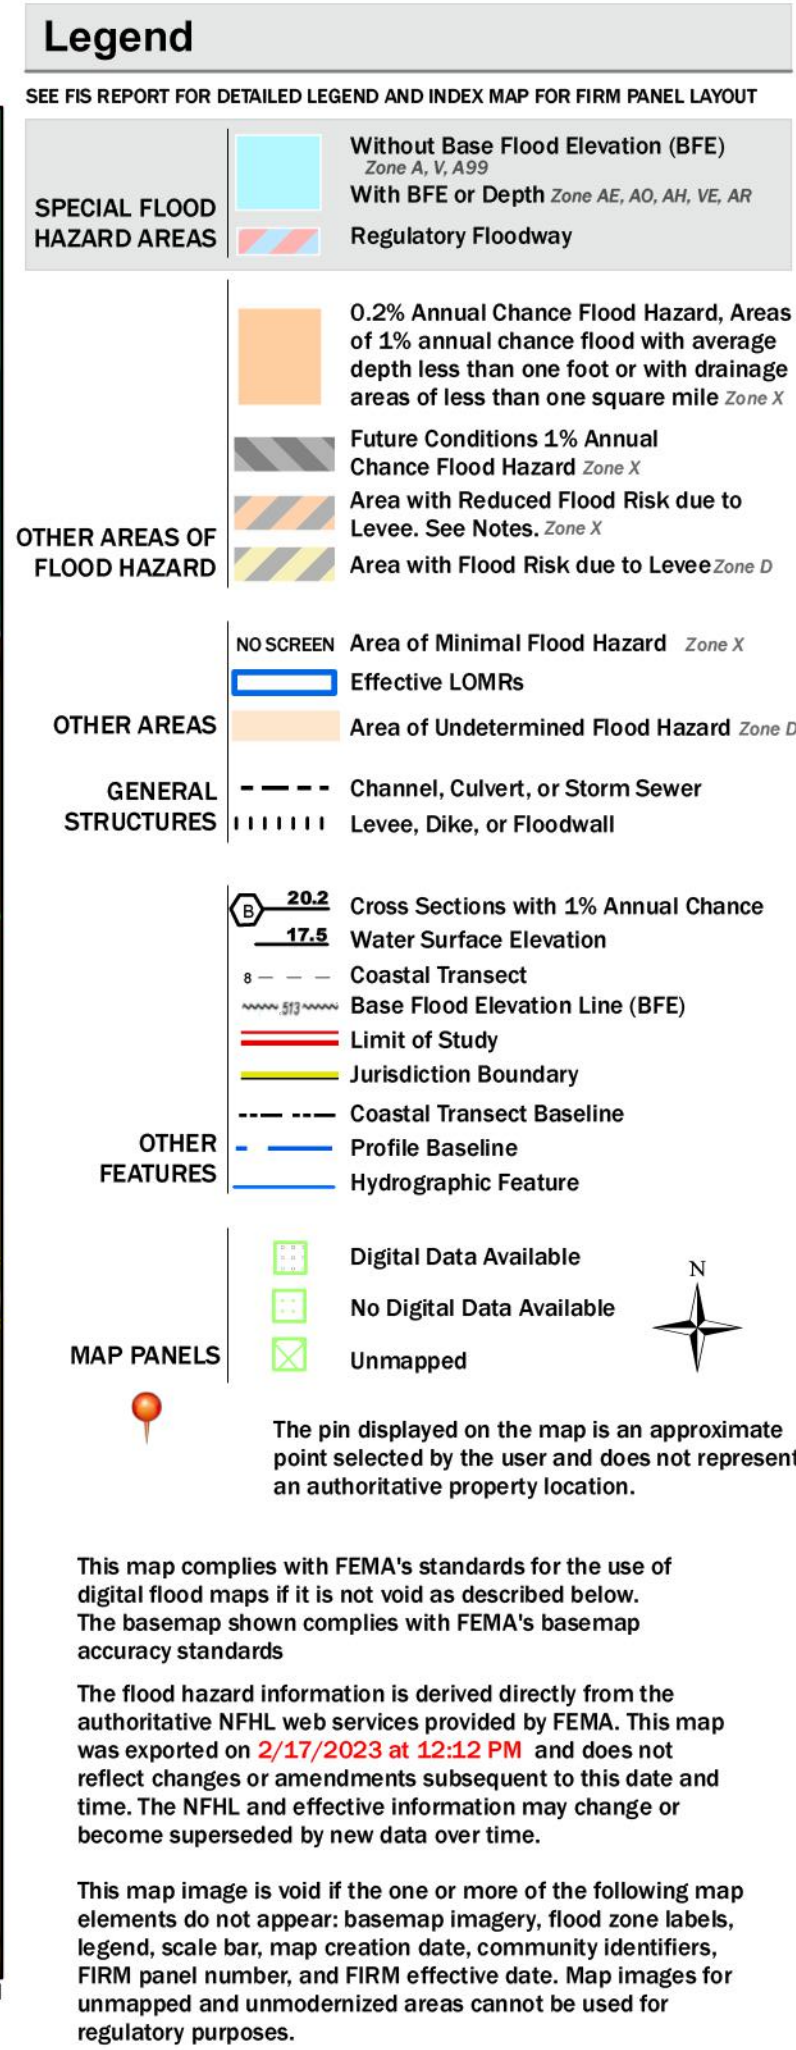 Legend
SEE FIS REPORT FOR DETAILED LEGEND AND INDEX MAP FOR FIRM PANEL LAYOUT
SPECIAL FLOOD
HAZARD AREAS
Without Base Flood Elevation (BFE)
Zone A, V, A99
With BFE or Depth Zone AE, AO, AH, VE, AR
Regulatory Floodway
OTHER AREAS OF
FLOOD HAZARD
0.2% Annual Chance Flood Hazard, Areas
of 1% annual chance flood with average
depth less than one foot or with drainage
areas of less than one square mile Zone X
Future Conditions 1% Annual
Chance Flood Hazard Zone X
Area with Reduced Flood Risk due to
Levee. See Notes. Zone X
Area with Flood Risk due to Levee Zone D
OTHER AREAS
NO SCREEN Area of Minimal Flood Hazard Zone X
Effective LOMRs
Area of Undetermined Flood Hazard Zone D
GENERAL
STRUCTURES
Channel, Culvert, or Storm Sewer
Levee, Dike, or Floodwall
OTHER
FEATURES
B 20.2 Cross Sections with 1% Annual Chance
17.5 Water Surface Elevation
8 Coastal Transect
513 Base Flood Elevation Line (BFE)
Limit of Study
Jurisdiction Boundary
Coastal Transect Baseline
Profile Baseline
Hydrographic Feature
MAP PANELS
Digital Data Available
No Digital Data Available
Unmapped
N
The pin displayed on the map is an approximate
point selected by the user and does not represent
an authoritative property location.
This map complies with FEMA's standards for the use of
digital flood maps if it is not void as described below.
The basemap shown complies with FEMA's basemap
accuracy standards
The flood hazard information is derived directly from the
authoritative NFHL web services provided by FEMA. This map
was exported on 2/17/2023 at 12:12 PM and does not
reflect changes or amendments subsequent to this date and
time. The NFHL and effective information may change or
become superseded by new data over time.
This map image is void if the one or more of the following map
elements do not appear: basemap imagery, flood zone labels,
legend, scale bar, map creation date, community identifiers,
FIRM panel number, and FIRM effective date. Map images for
unmapped and unmodernized areas cannot be used for
regulatory purposes.